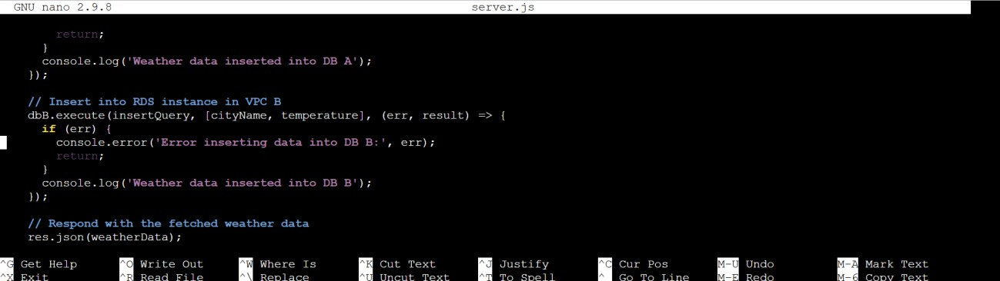 GNU nano 2.9.8 server.js
return;
}
console.log('Weather data inserted into DB A');
});
// Insert into RDS instance in VPC B
dbB.execute(insertQuery, [cityName, temperature], (err, result) => {
if (err) {
console.error('Error inserting data into DB B:', err);
return;
}
console.log('Weather data inserted into DB B');
});
// Respond with the fetched weather data
res.json(weatherData);
^G Get Help ^O Write Out ^W Where Is ^K Cut Text ^J Justify ^C Cur Pos M-U Undo M-A Mark Text
^X Exit ^R Read File ^\ Replace ^U Uncut Text ^T To Spell ^_ Go To Line M-E Redo M-6 Copy Text